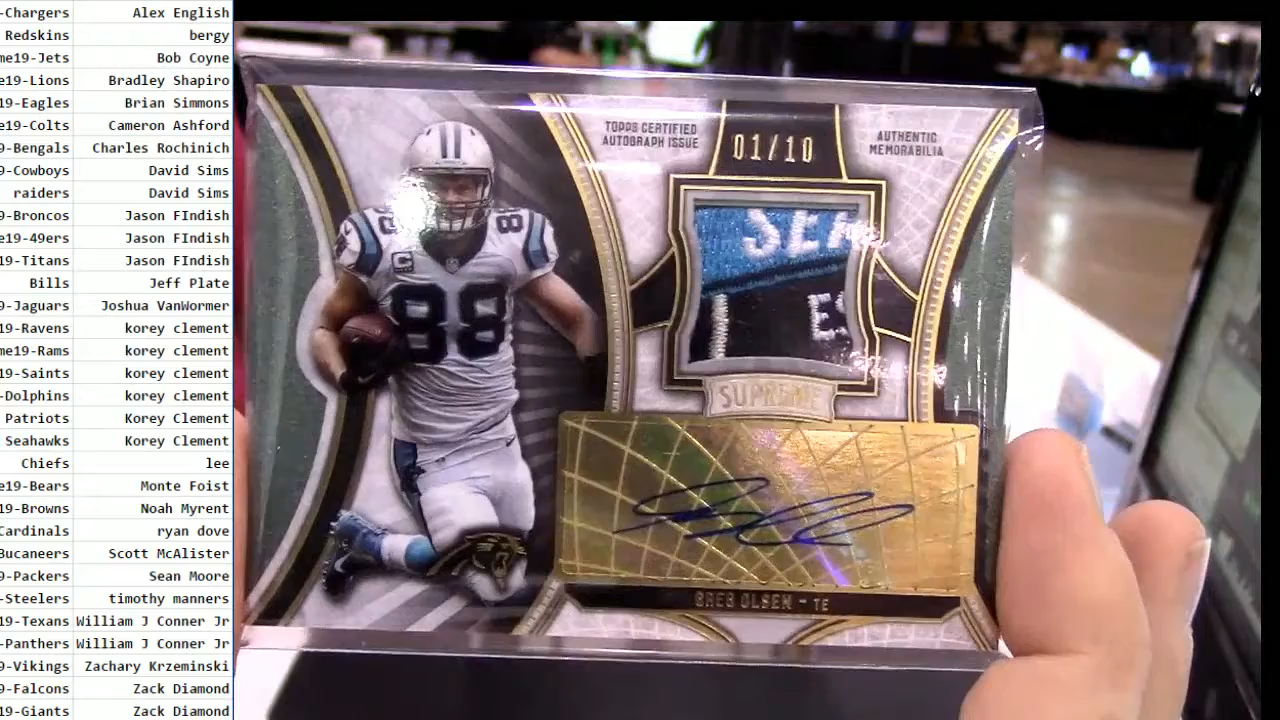 -Chargers Alex English
Redskins bergy
me19-Jets Bob Coyne
e19-Lions Bradley Shapiro
19-Eagles Brian Simmons
e19-Colts Cameron Ashford
9-Bengals Charles Rochinich
9-Cowboys David Sims
raiders David Sims
9-Broncos Jason FIndish
me19-49ers Jason FIndish
19-Titans Jason FIndish
Bills Jeff Plate
9-Jaguars Joshua VanWormer
19-Ravens korey clement
me19-Rams korey clement
19-Saints korey clement
-Dolphins korey clement
Patriots Korey Clement
Seahawks Korey Clement
Chiefs lee
e19-Bears Monte Foist
9-Browns Noah Myrent
Cardinals ryan dove
Bucaneers Scott McAlister
9-Packers Sean Moore
-Steelers timothy manners
19-Texans William J Conner Jr
-Panthers William J Conner Jr
9-Vikings Zachary Krzeminski
9-Falcons Zack Diamond
19-Giants Zack Diamond
TOPPS CERTIFIED
AUTOGRAPH ISSUE
01/10
AUTHENTIC
MEMORABILIA
SEA
ES
88
88
C
SUPREME
GREG OLSEN - TE